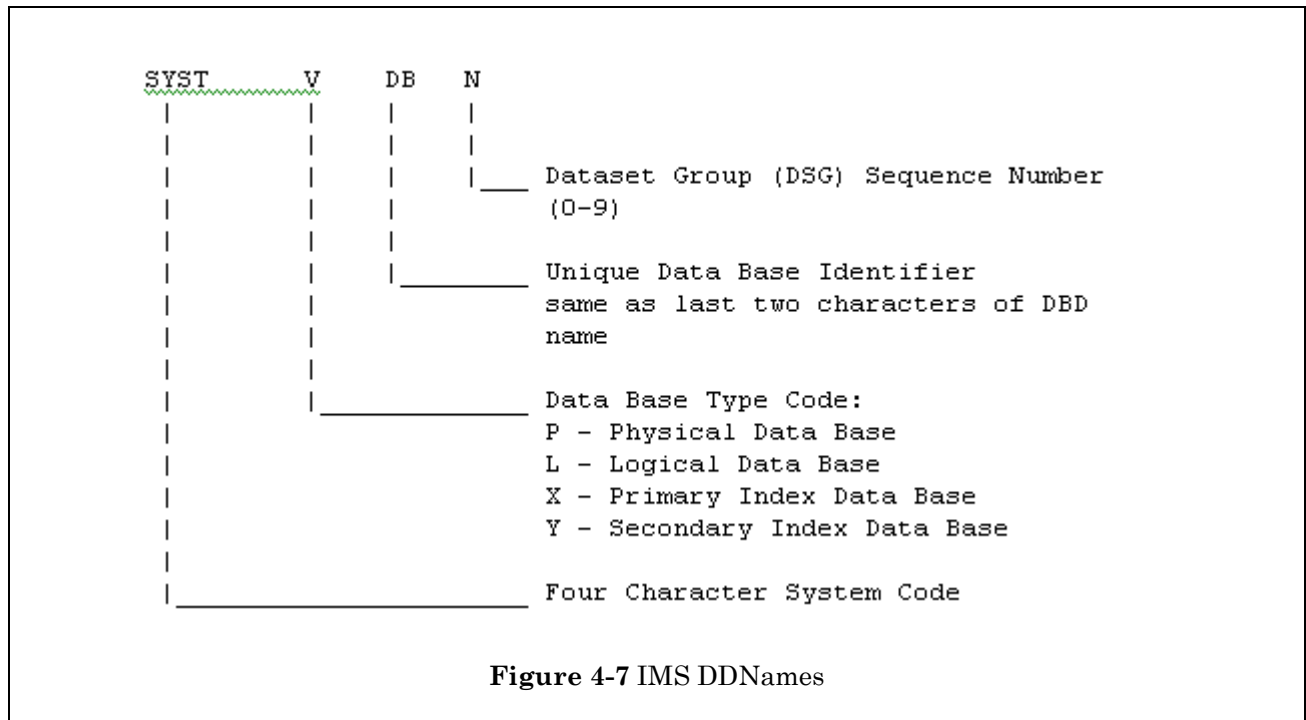 SYST V DB N
Dataset Group (DSG) Sequence Number
(0-9)
Unique Data Base Identifier
same as last two characters of DBD
name
Data Base Type Code:
P - Physical Data Base
L - Logical Data Base
X - Primary Index Data Base
Y - Secondary Index Data Base
Four Character System Code
Figure 4-7 IMS DDNames